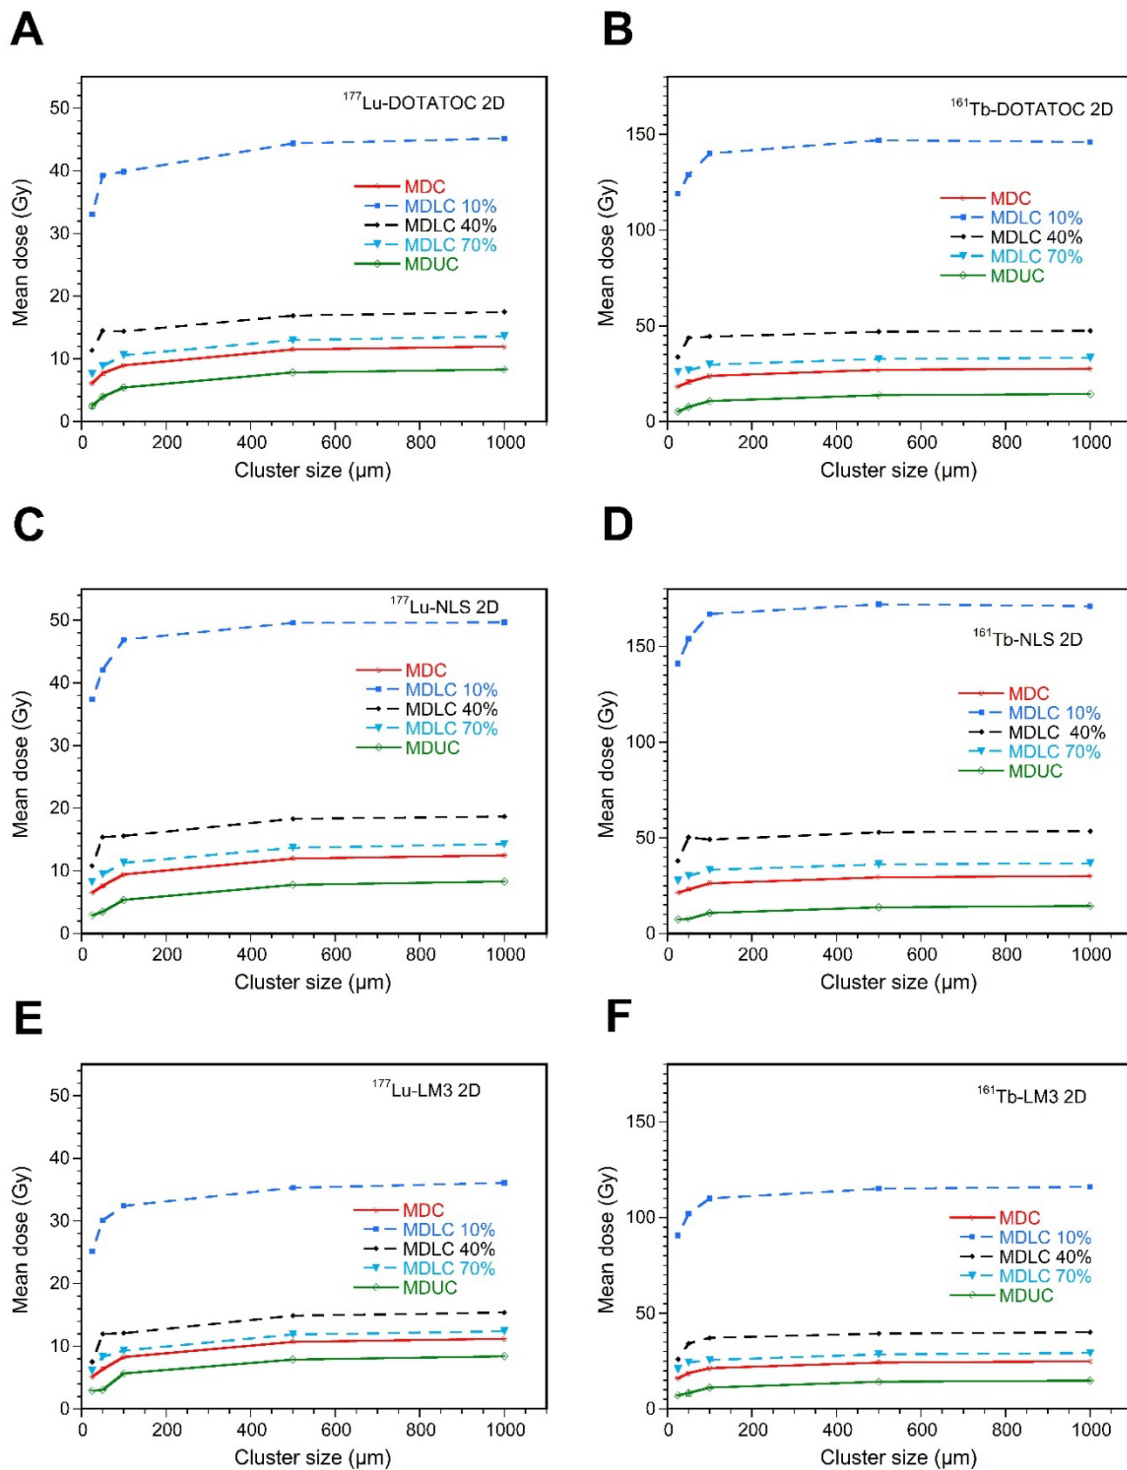 A
Mean dose (Gy)
50
40
30
20
10
0
¹⁷⁷Lu-DOTATOC 2D
MDC
MDLC 10%
MDLC 40%
MDLC 70%
MDUC
0 200 400 600 800 1000
Cluster size (µm)
B
Mean dose (Gy)
150
100
50
0
¹⁶¹Tb-DOTATOC 2D
MDC
MDLC 10%
MDLC 40%
MDLC 70%
MDUC
0 200 400 600 800 1000
Cluster size (µm)
C
Mean dose (Gy)
50
40
30
20
10
0
¹⁷⁷Lu-NLS 2D
MDC
MDLC 10%
MDLC 40%
MDLC 70%
MDUC
0 200 400 600 800 1000
Cluster size (µm)
D
Mean dose (Gy)
150
100
50
0
¹⁶¹Tb-NLS 2D
MDC
MDLC 10%
MDLC 40%
MDLC 70%
MDUC
0 200 400 600 800 1000
Cluster size (µm)
E
Mean dose (Gy)
50
40
30
20
10
0
¹⁷⁷Lu-LM3 2D
MDC
MDLC 10%
MDLC 40%
MDLC 70%
MDUC
0 200 400 600 800 1000
Cluster size (µm)
F
Mean dose (Gy)
150
100
50
0
¹⁶¹Tb-LM3 2D
MDC
MDLC 10%
MDLC 40%
MDLC 70%
MDUC
0 200 400 600 800 1000
Cluster size (µm)